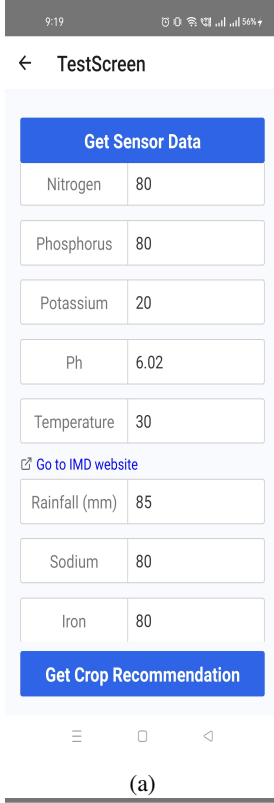 9:19 56%
TestScreen
Get Sensor Data
Nitrogen 80
Phosphorus 80
Potassium 20
Ph 6.02
Temperature 30
Go to IMD website
Rainfall (mm) 85
Sodium 80
Iron 80
Get Crop Recommendation
(a)